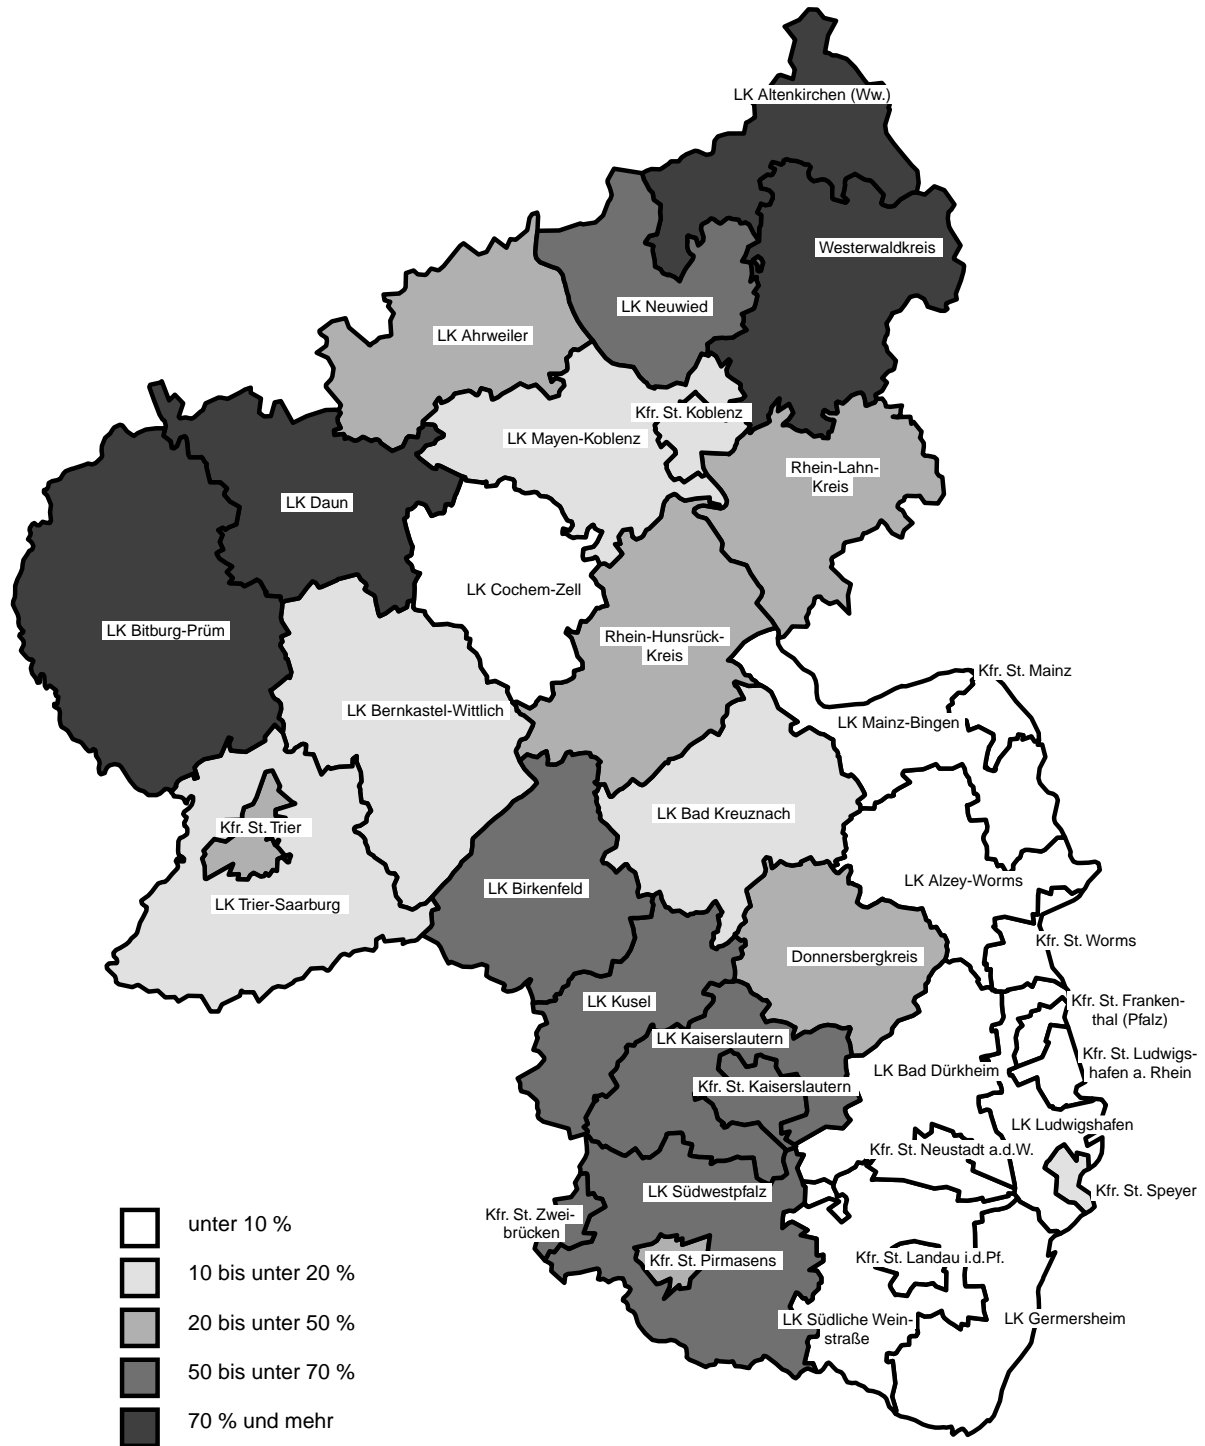 LK Altenkirchen (Ww.)
Westerwaldkreis
LK Neuwied
LK Ahrweiler
Kfr. St. Koblenz
LK Mayen-Koblenz
Rhein-Lahn-
Kreis
LK Daun
LK Cochem-Zell
LK Bitburg-Prüm
Rhein-Hunsrück-
Kreis
Kfr. St. Mainz
LK Bernkastel-Wittlich
LK Mainz-Bingen
LK Bad Kreuznach
Kfr. St. Trier
LK Alzey-Worms
LK Birkenfeld
LK Trier-Saarburg
Kfr. St. Worms
Donnersbergkreis
LK Kusel
Kfr. St. Franken-
thal (Pfalz)
LK Kaiserslautern
Kfr. St. Ludwigs-
hafen a. Rhein
LK Bad Dürkheim
Kfr. St. Kaiserslautern
LK Ludwigshafen
Kfr. St. Neustadt a.d.W.
Kfr. St. Speyer
LK Südwestpfalz
Kfr. St. Zwei-
brücken
Kfr. St. Pirmasens
Kfr. St. Landau i.d.Pf.
LK Südliche Wein-
straße
LK Germersheim
unter 10 %
10 bis unter 20 %
20 bis unter 50 %
50 bis unter 70 %
70 % und mehr